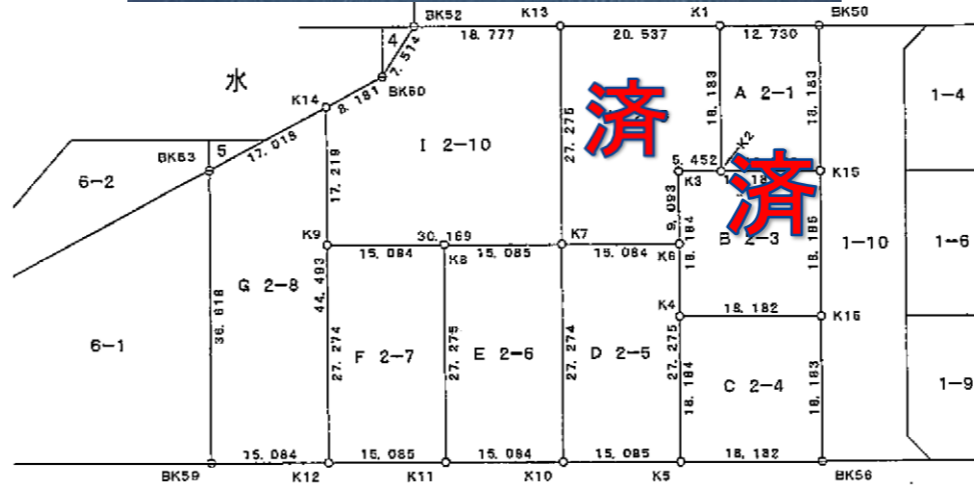 BK52
K13
K1
BK50
18.777
20.537
12.730
4
7.514
水
BK60
K14
8.181
A 2-1
18.183
18.183
1-4
済
27.275
I 2-10
K2
5
17.018
BK63
5.452
K3
済
K15
6-2
17.219
9.093
18.184
B 2-3
18.185
1-10
1-6
K9
30.169
K7
K6
15.084
K8
15.085
15.084
G 2-8
44.493
36.618
K4
18.182
K16
6-1
F 2-7
E 2-6
D 2-5
27.274
27.275
27.274
27.275
18.184
C 2-4
18.183
1-9
15.084
15.085
15.084
15.085
18.182
BK59
K12
K11
K10
K5
BK56